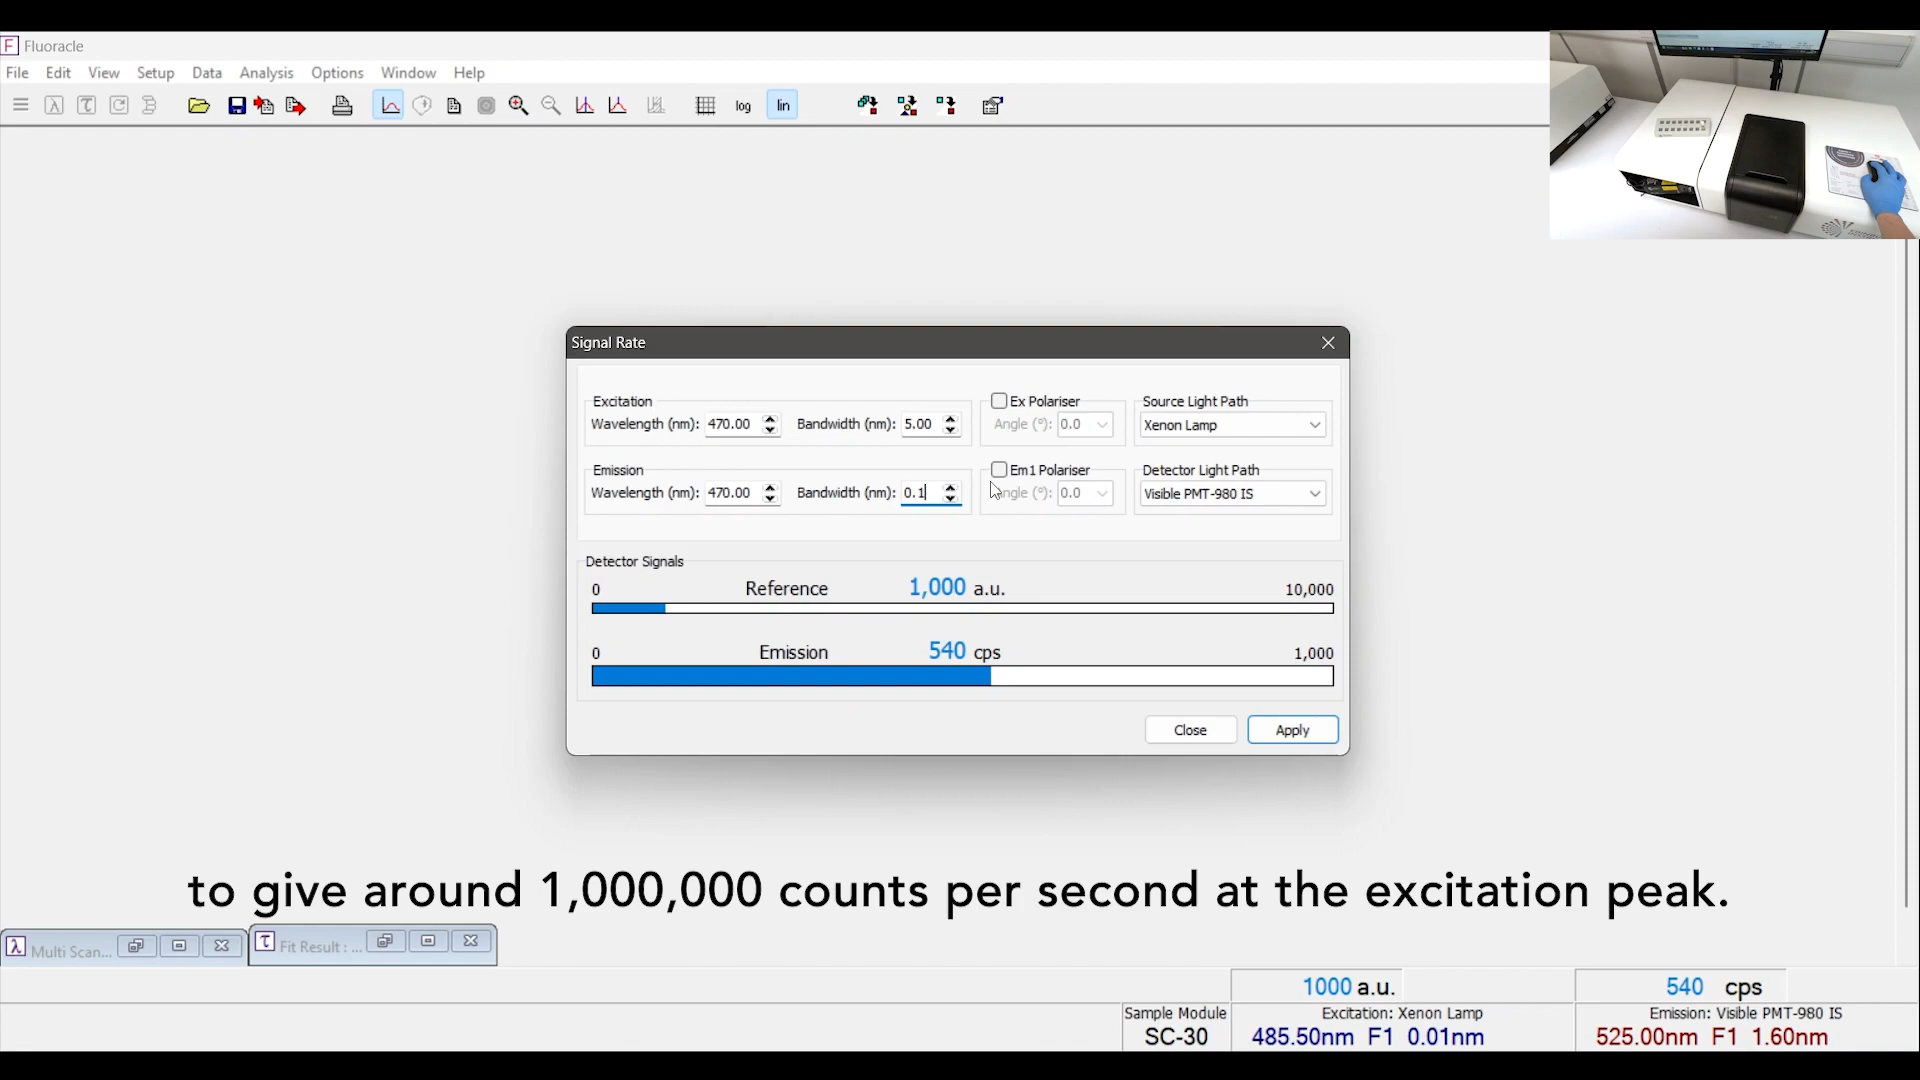 Fluoracle
File Edit View Setup Data Analysis Options Window Help
log lin
Signal Rate
Excitation
Wavelength (nm): 470.00 Bandwidth (nm): 5.00
Ex Polariser
Angle (°): 0.0
Source Light Path
Xenon Lamp
Emission
Wavelength (nm): 470.00 Bandwidth (nm): 0.1
Em1 Polariser
ngle (°): 0.0
Detector Light Path
Visible PMT-980 IS
Detector Signals
0 Reference 1,000 a.u. 10,000
0 Emission 540 cps 1,000
Close Apply
to give around 1,000,000 counts per second at the excitation peak.
Multi Scan... Fit Result : ...
1000 a.u. 540 cps
Sample Module Excitation: Xenon Lamp Emission: Visible PMT-980 IS
SC-30 485.50nm F1 0.01nm 525.00nm F1 1.60nm